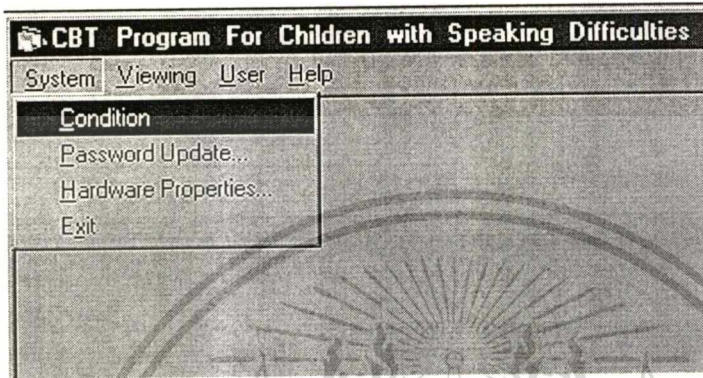 CBT Program For Children with Speaking Difficulties
System Viewing User Help
Condition
Password Update...
Hardware Properties...
Exit